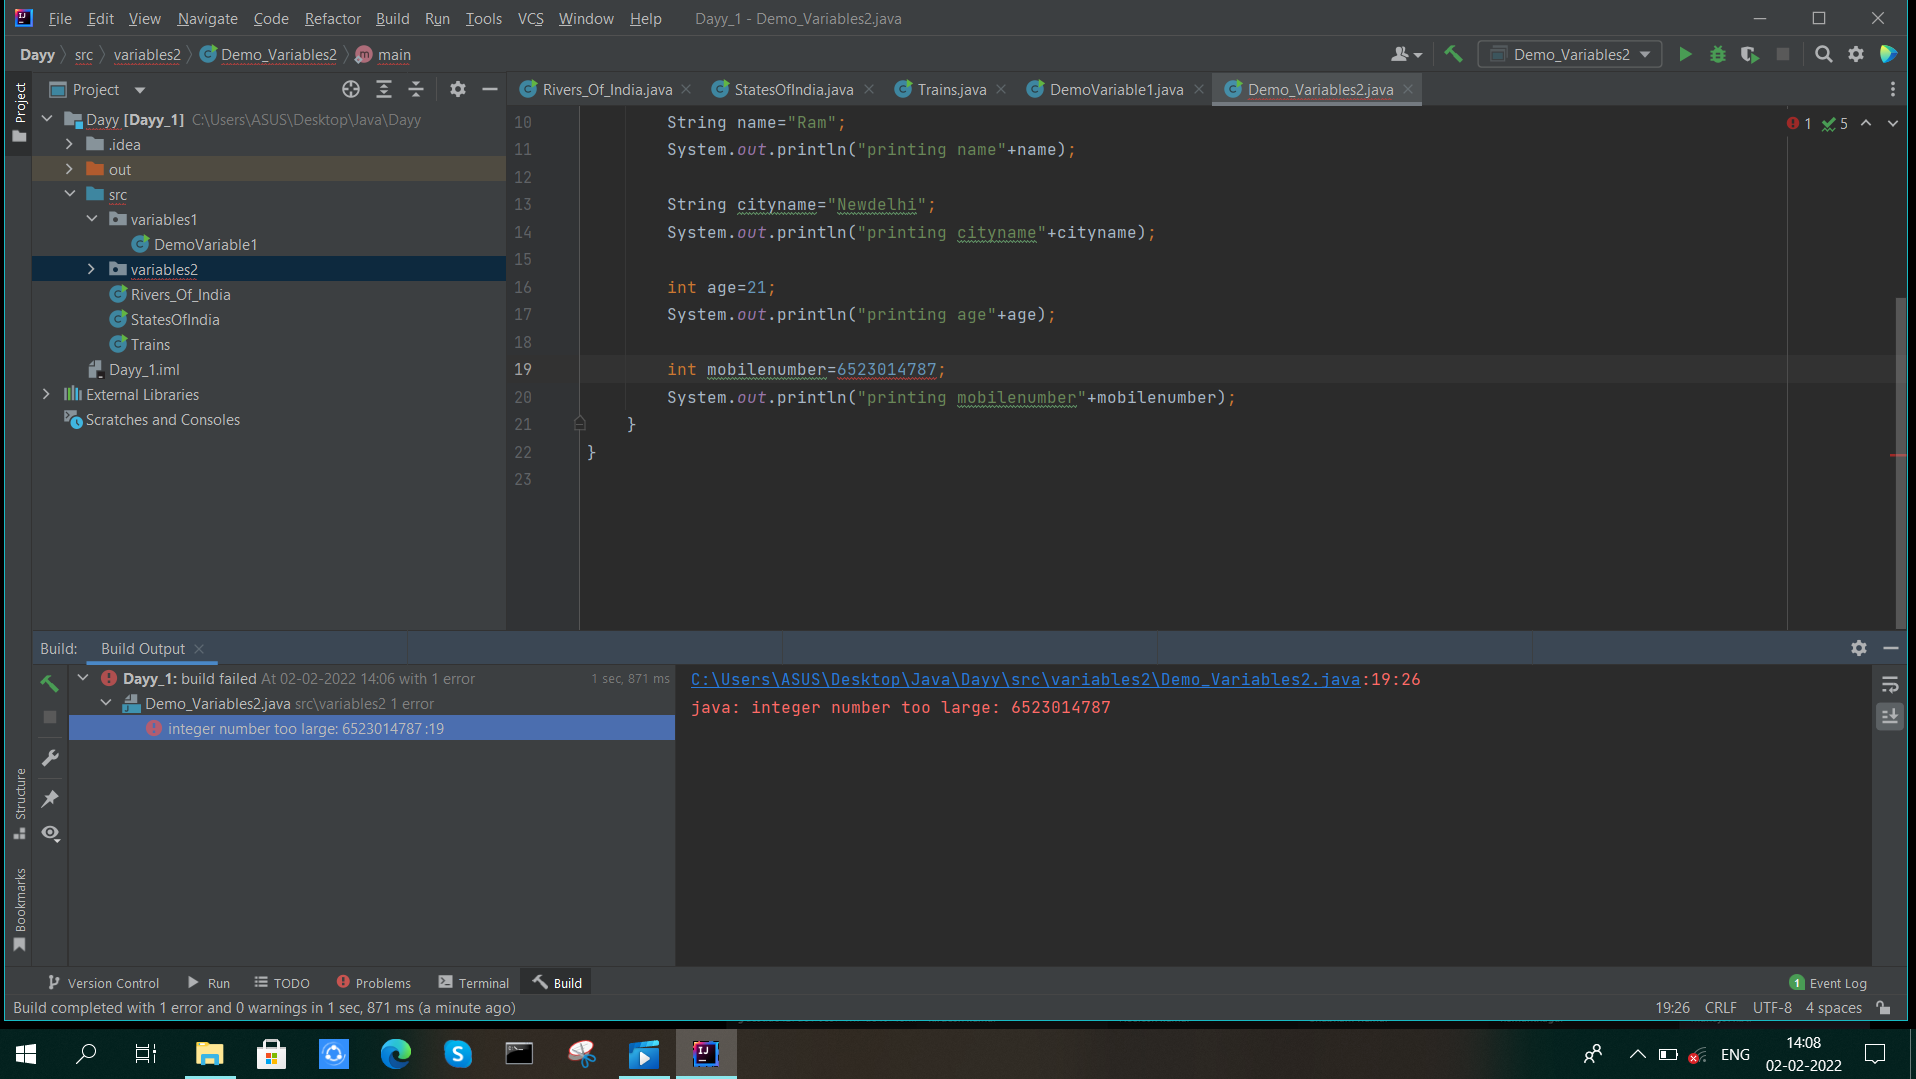 File Edit View Navigate Code Refactor Build Run Tools VCS Window Help Dayy_1 - Demo_Variables2.java
Dayy src variables2 Demo_Variables2 main Demo_Variables2
Project
Project
Rivers_Of_India.java StatesOfIndia.java Trains.java DemoVariable1.java Demo_Variables2.java
Dayy [Dayy_1] C:\Users\ASUS\Desktop\Java\Dayy
.idea
out
src
variables1
DemoVariable1
variables2
Rivers_Of_India
StatesOfIndia
Trains
Dayy_1.iml
External Libraries
Scratches and Consoles
10 String name="Ram";
1 5
11 System.out.println("printing name"+name);
12
13 String cityname="Newdelhi";
14 System.out.println("printing cityname"+cityname);
15
16 int age=21;
17 System.out.println("printing age"+age);
18
19 int mobilenumber=6523014787;
20 System.out.println("printing mobilenumber"+mobilenumber);
21 }
22 }
23
Build: Build Output
Dayy_1: build failed At 02-02-2022 14:06 with 1 error 1 sec, 871 ms
Demo_Variables2.java src\variables2 1 error
integer number too large: 6523014787 :19
C:\Users\ASUS\Desktop\Java\Dayy\src\variables2\Demo_Variables2.java:19:26
java: integer number too large: 6523014787
Structure
Bookmarks
Version Control Run TODO Problems Terminal Build 1 Event Log
Build completed with 1 error and 0 warnings in 1 sec, 871 ms (a minute ago) 19:26 CRLF UTF-8 4 spaces
ENG
14:08
02-02-2022